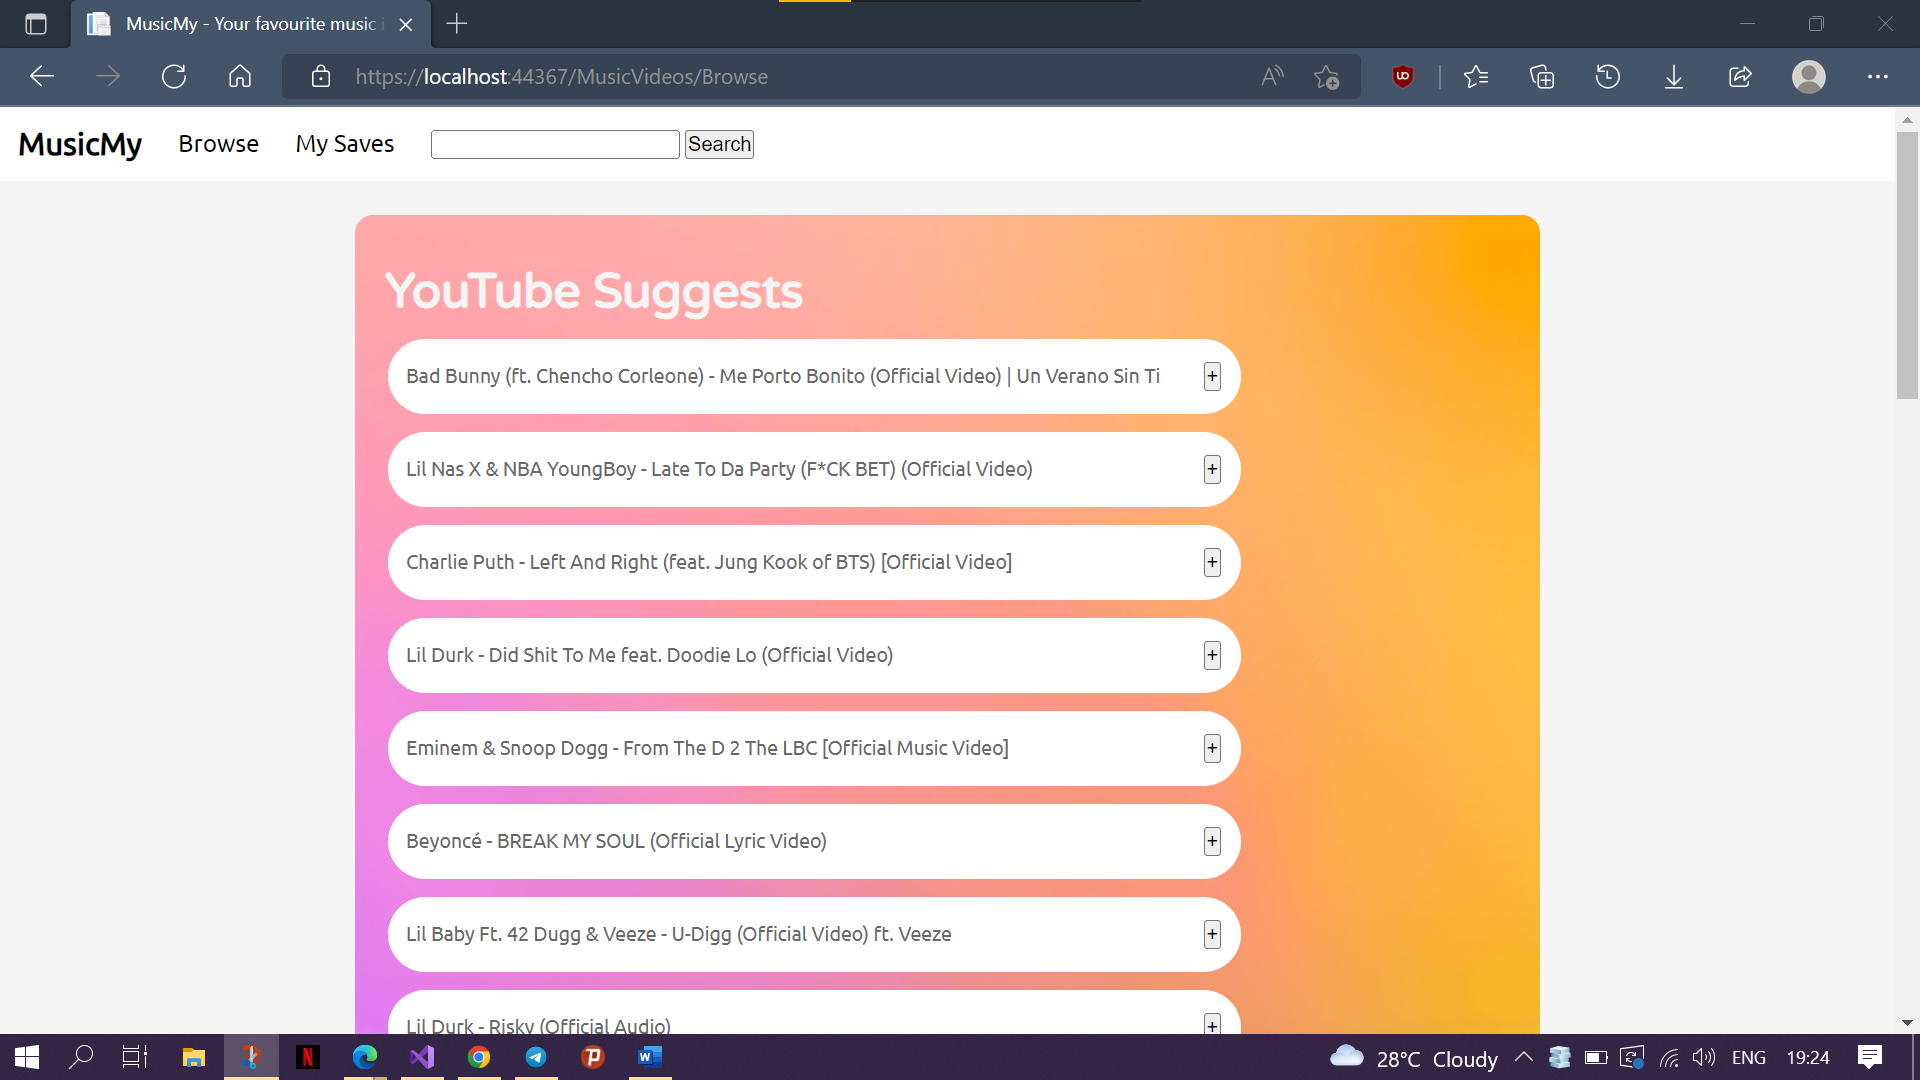 MusicMy - Your favourite music
https://localhost:44367/MusicVideos/Browse
MusicMy Browse My Saves Search
YouTube Suggests
Bad Bunny (ft. Chencho Corleone) - Me Porto Bonito (Official Video) | Un Verano Sin Ti +
Lil Nas X & NBA YoungBoy - Late To Da Party (F*CK BET) (Official Video) +
Charlie Puth - Left And Right (feat. Jung Kook of BTS) [Official Video] +
Lil Durk - Did Shit To Me feat. Doodie Lo (Official Video) +
Eminem & Snoop Dogg - From The D 2 The LBC [Official Music Video] +
Beyoncé - BREAK MY SOUL (Official Lyric Video) +
Lil Baby Ft. 42 Dugg & Veeze - U-Digg (Official Video) ft. Veeze +
Lil Durk - Risky (Official Audio) +
28°C Cloudy ENG 19:24